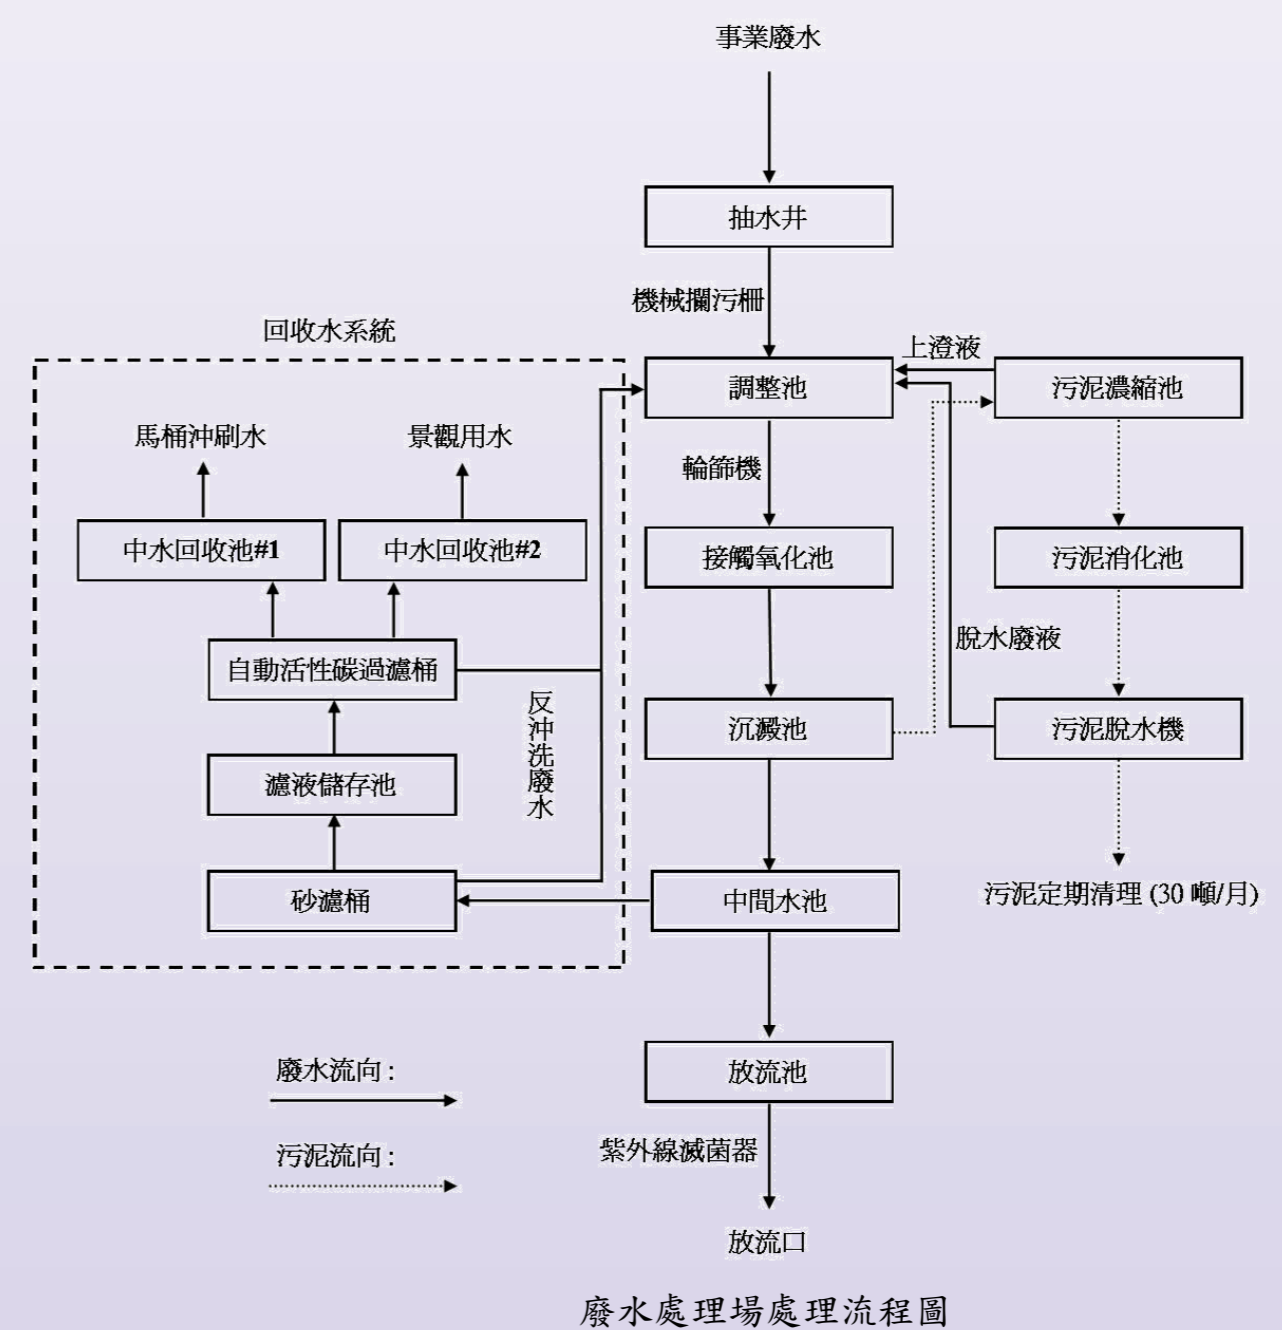 事業廢水
抽水井
機械攔污柵
回收水系統
上澄液
調整池
污泥濃縮池
馬桶沖刷水
景觀用水
輪篩機
中水回收池#1
中水回收池#2
接觸氧化池
污泥消化池
脫水廢液
自動活性碳過濾桶
反沖洗廢水
沉澱池
污泥脫水機
濾液儲存池
砂濾桶
中間水池
污泥定期清理 (30 噸/月)
廢水流向 :
放流池
污泥流向 :
紫外線滅菌器
放流口
廢水處理場處理流程圖